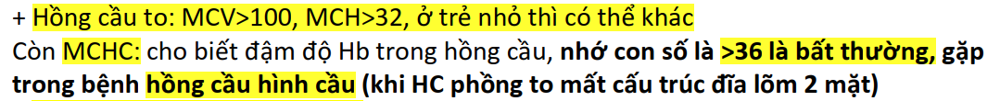 + Hồng cầu to: MCV>100, MCH>32, ở trẻ nhỏ thì có thể khác
Còn MCHC: cho biết đậm độ Hb trong hồng cầu, nhớ con số là >36 là bất thường, gặp
trong bệnh hồng cầu hình cầu (khi HC phồng to mất cấu trúc đĩa lõm 2 mặt)